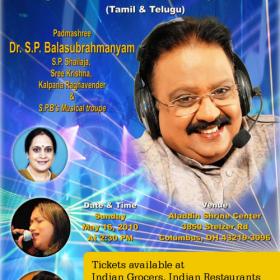 (Tamil & Telugu)
Padmashree
Dr. S.P. Balasubrahmanyam
S.P. Shailaja,
Sree Krishna,
Kalpana Raghavender
&
S.P.B's Musical troupe
Date & Time
Sunday
May 16, 2010
At 2:30 PM
Venue
Aladdin Shrine Center
3850 Stelzer Rd
Columbus, OH 43219-3096
Tickets available at
Indian Grocers, Indian Restaurants